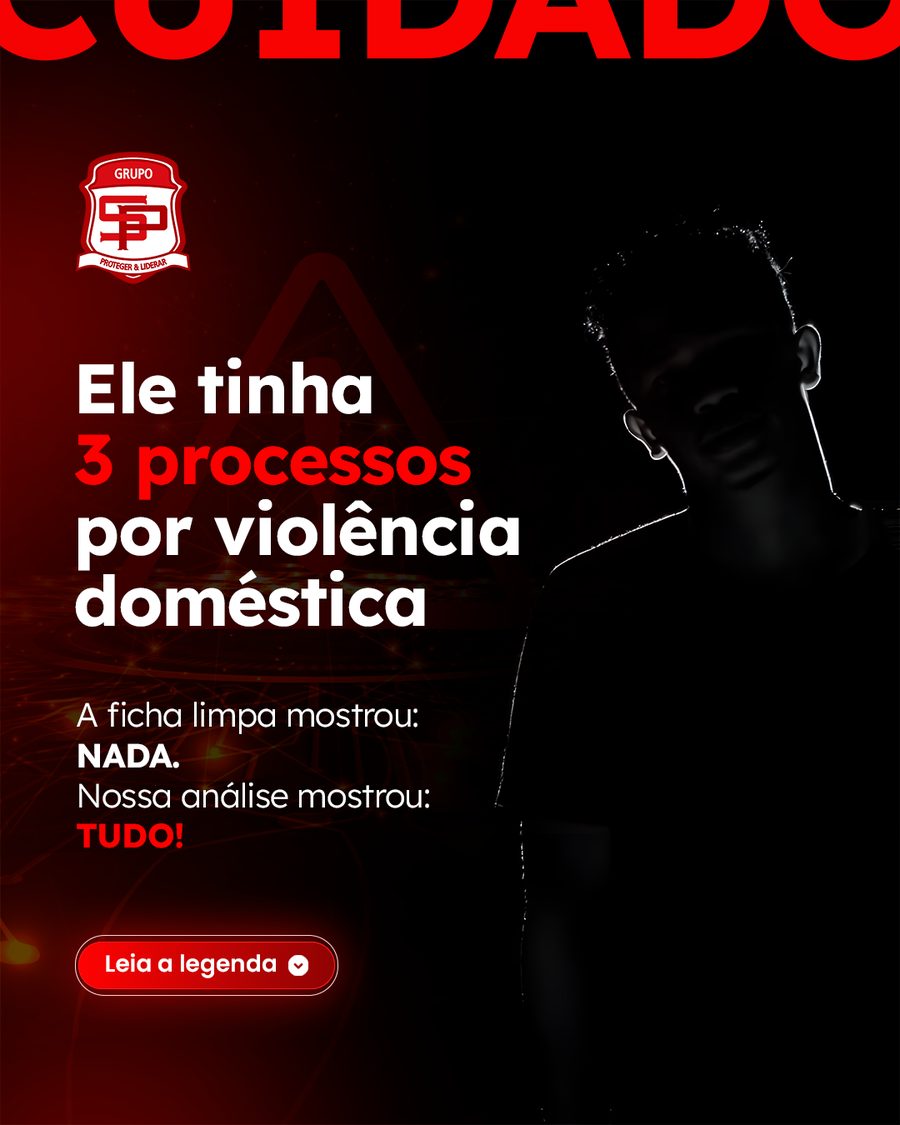 CUIDADO
GRUPO
SP
PROTEGER & LIDERAR
Ele tinha
3 processos
por violência
doméstica
A ficha limpa mostrou:
NADA.
Nossa análise mostrou:
TUDO!
Leia a legenda